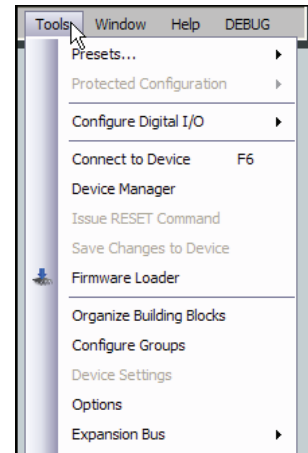 Tools Window Help DEBUG
Presets...
Protected Configuration
Configure Digital I/O
Connect to Device F6
Device Manager
Issue RESET Command
Save Changes to Device
Firmware Loader
Organize Building Blocks
Configure Groups
Device Settings
Options
Expansion Bus